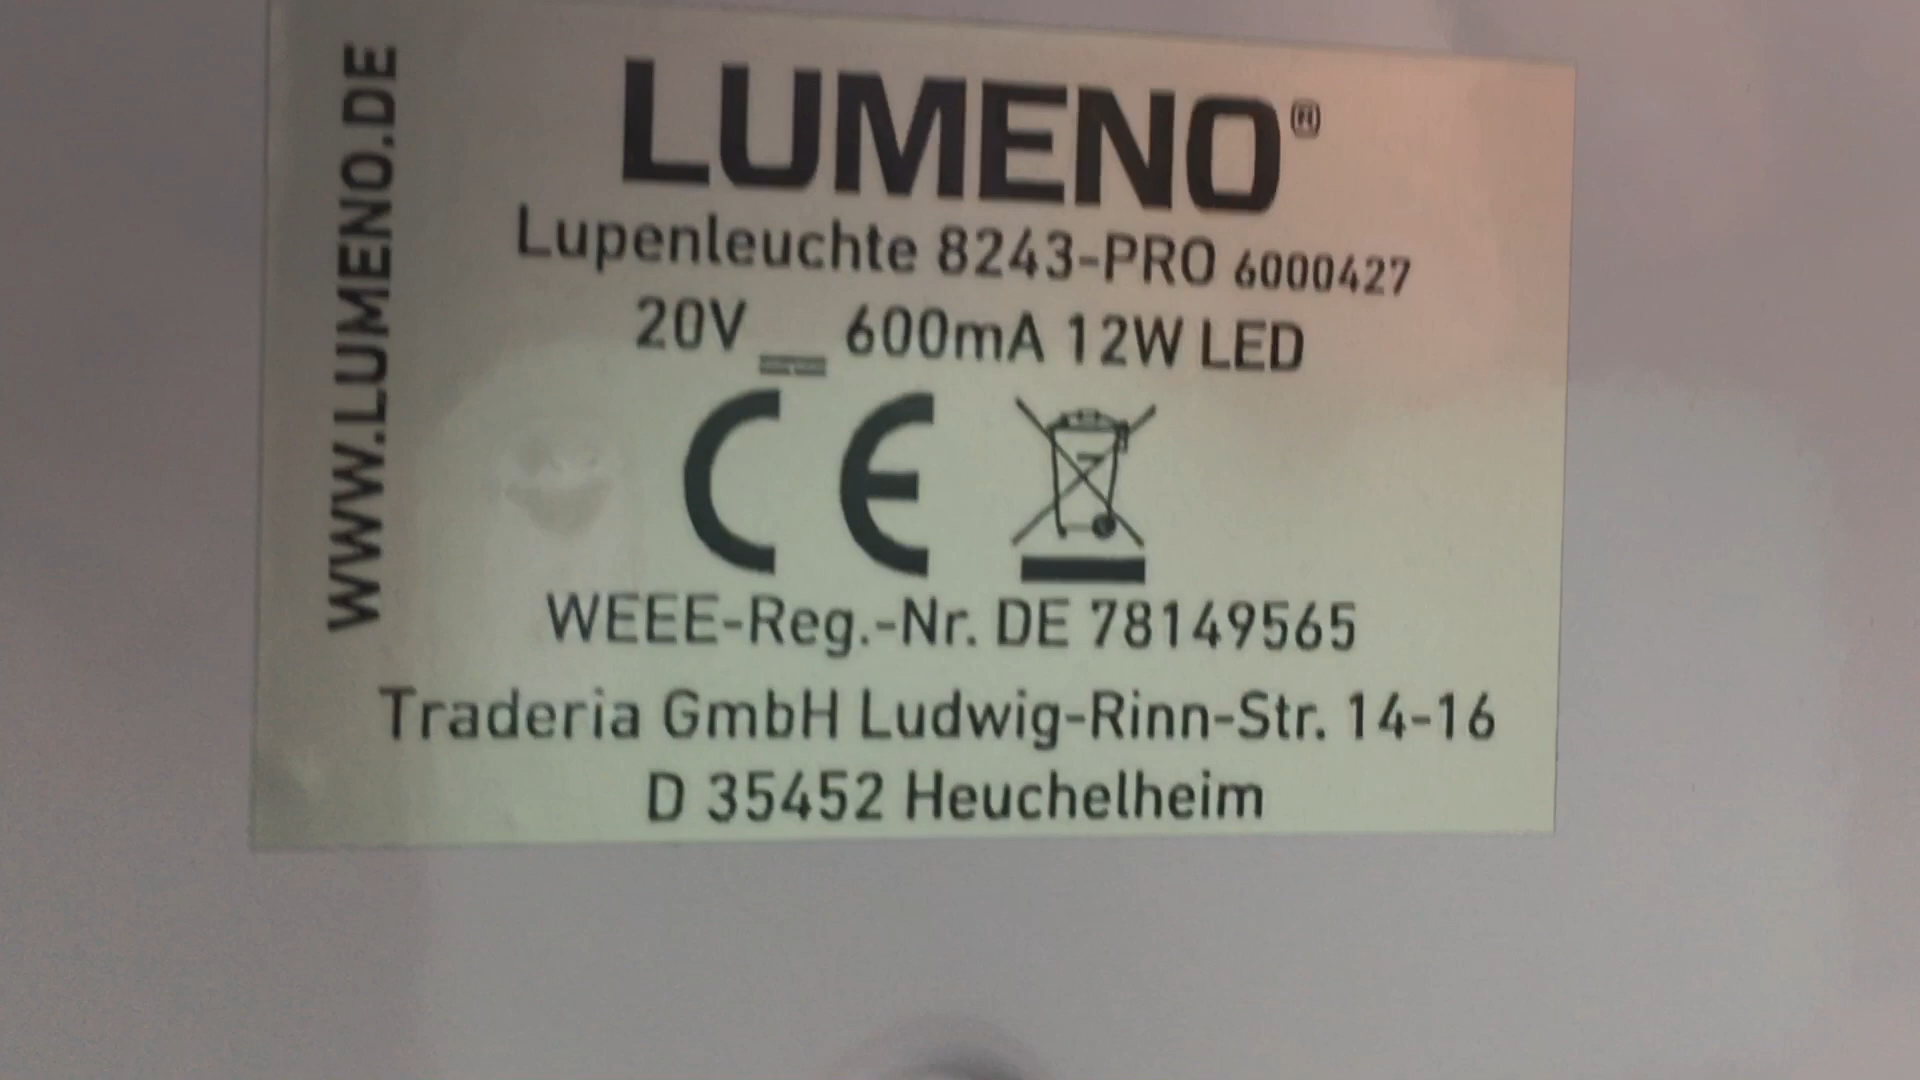 WWW.LUMENO.DE
LUMENO®
Lupenleuchte 8243-PRO 6000427
20V ⎓ 600mA 12W LED
CE
WEEE-Reg.-Nr. DE 78149565
Traderia GmbH Ludwig-Rinn-Str. 14-16
D 35452 Heuchelheim